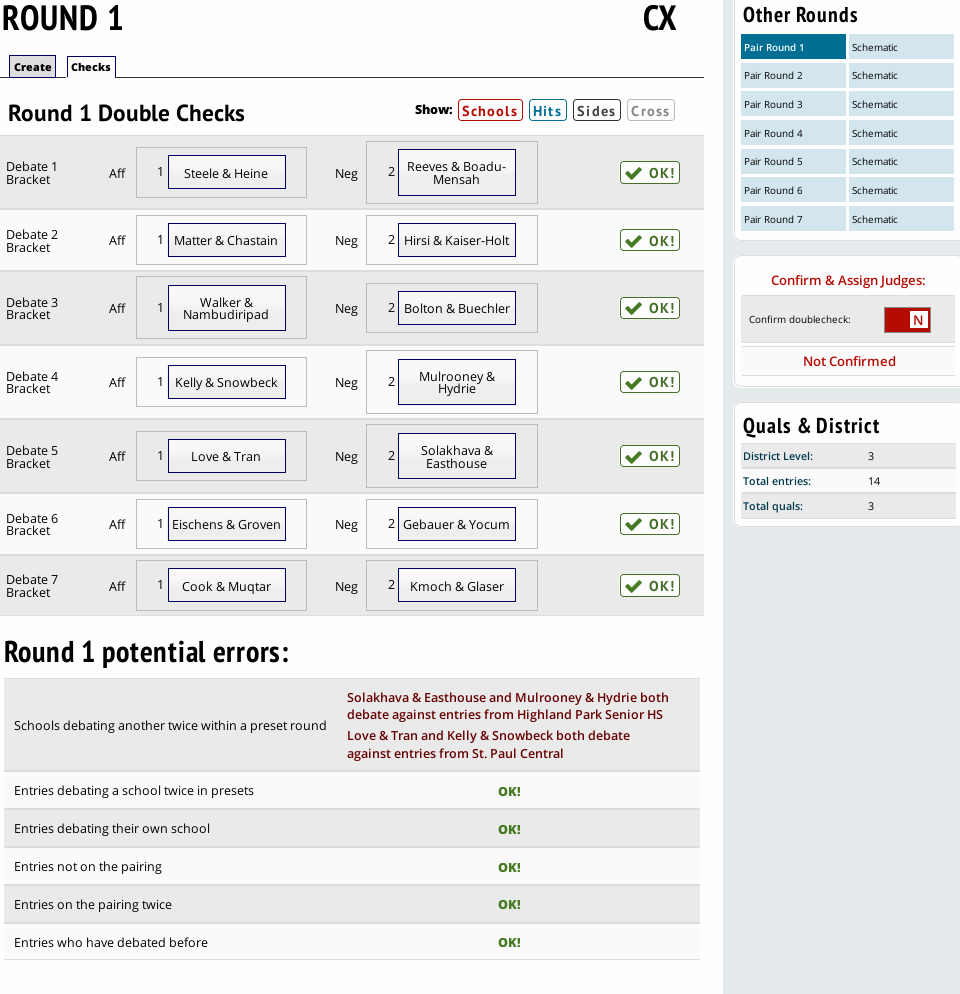 ROUND 1
CX
Create
Checks
Round 1 Double Checks
Show: Schools Hits Sides Cross
Debate 1
Bracket
Aff
1
Steele & Heine
Neg
2
Reeves & Boadu-
Mensah
OK!
Debate 2
Bracket
Aff
1
Matter & Chastain
Neg
2
Hirsi & Kaiser-Holt
OK!
Debate 3
Bracket
Aff
1
Walker &
Nambudiripad
Neg
2
Bolton & Buechler
OK!
Debate 4
Bracket
Aff
1
Kelly & Snowbeck
Neg
2
Mulrooney &
Hydrie
OK!
Debate 5
Bracket
Aff
1
Love & Tran
Neg
2
Solakhava &
Easthouse
OK!
Debate 6
Bracket
Aff
1
Eischens & Groven
Neg
2
Gebauer & Yocum
OK!
Debate 7
Bracket
Aff
1
Cook & Muqtar
Neg
2
Kmoch & Glaser
OK!
Round 1 potential errors:
Schools debating another twice within a preset round
Solakhava & Easthouse and Mulrooney & Hydrie both
debate against entries from Highland Park Senior HS
Love & Tran and Kelly & Snowbeck both debate
against entries from St. Paul Central
Entries debating a school twice in presets
OK!
Entries debating their own school
OK!
Entries not on the pairing
OK!
Entries on the pairing twice
OK!
Entries who have debated before
OK!
Other Rounds
Pair Round 1
Schematic
Pair Round 2
Schematic
Pair Round 3
Schematic
Pair Round 4
Schematic
Pair Round 5
Schematic
Pair Round 6
Schematic
Pair Round 7
Schematic
Confirm & Assign Judges:
Confirm doublecheck:
N
Not Confirmed
Quals & District
District Level:
3
Total entries:
14
Total quals:
3